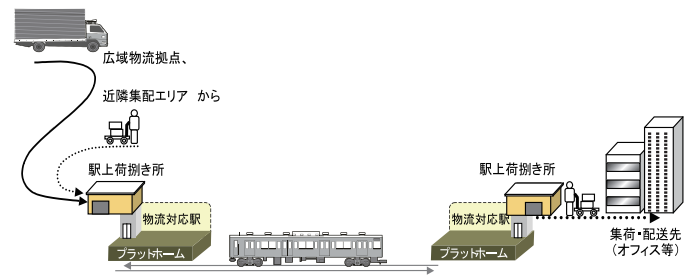 広域物流拠点、
近隣集配エリア から
駅上荷捌き所
物流対応駅
プラットホーム
駅上荷捌き所
物流対応駅
プラットホーム
集荷・配送先
(オフィス等)